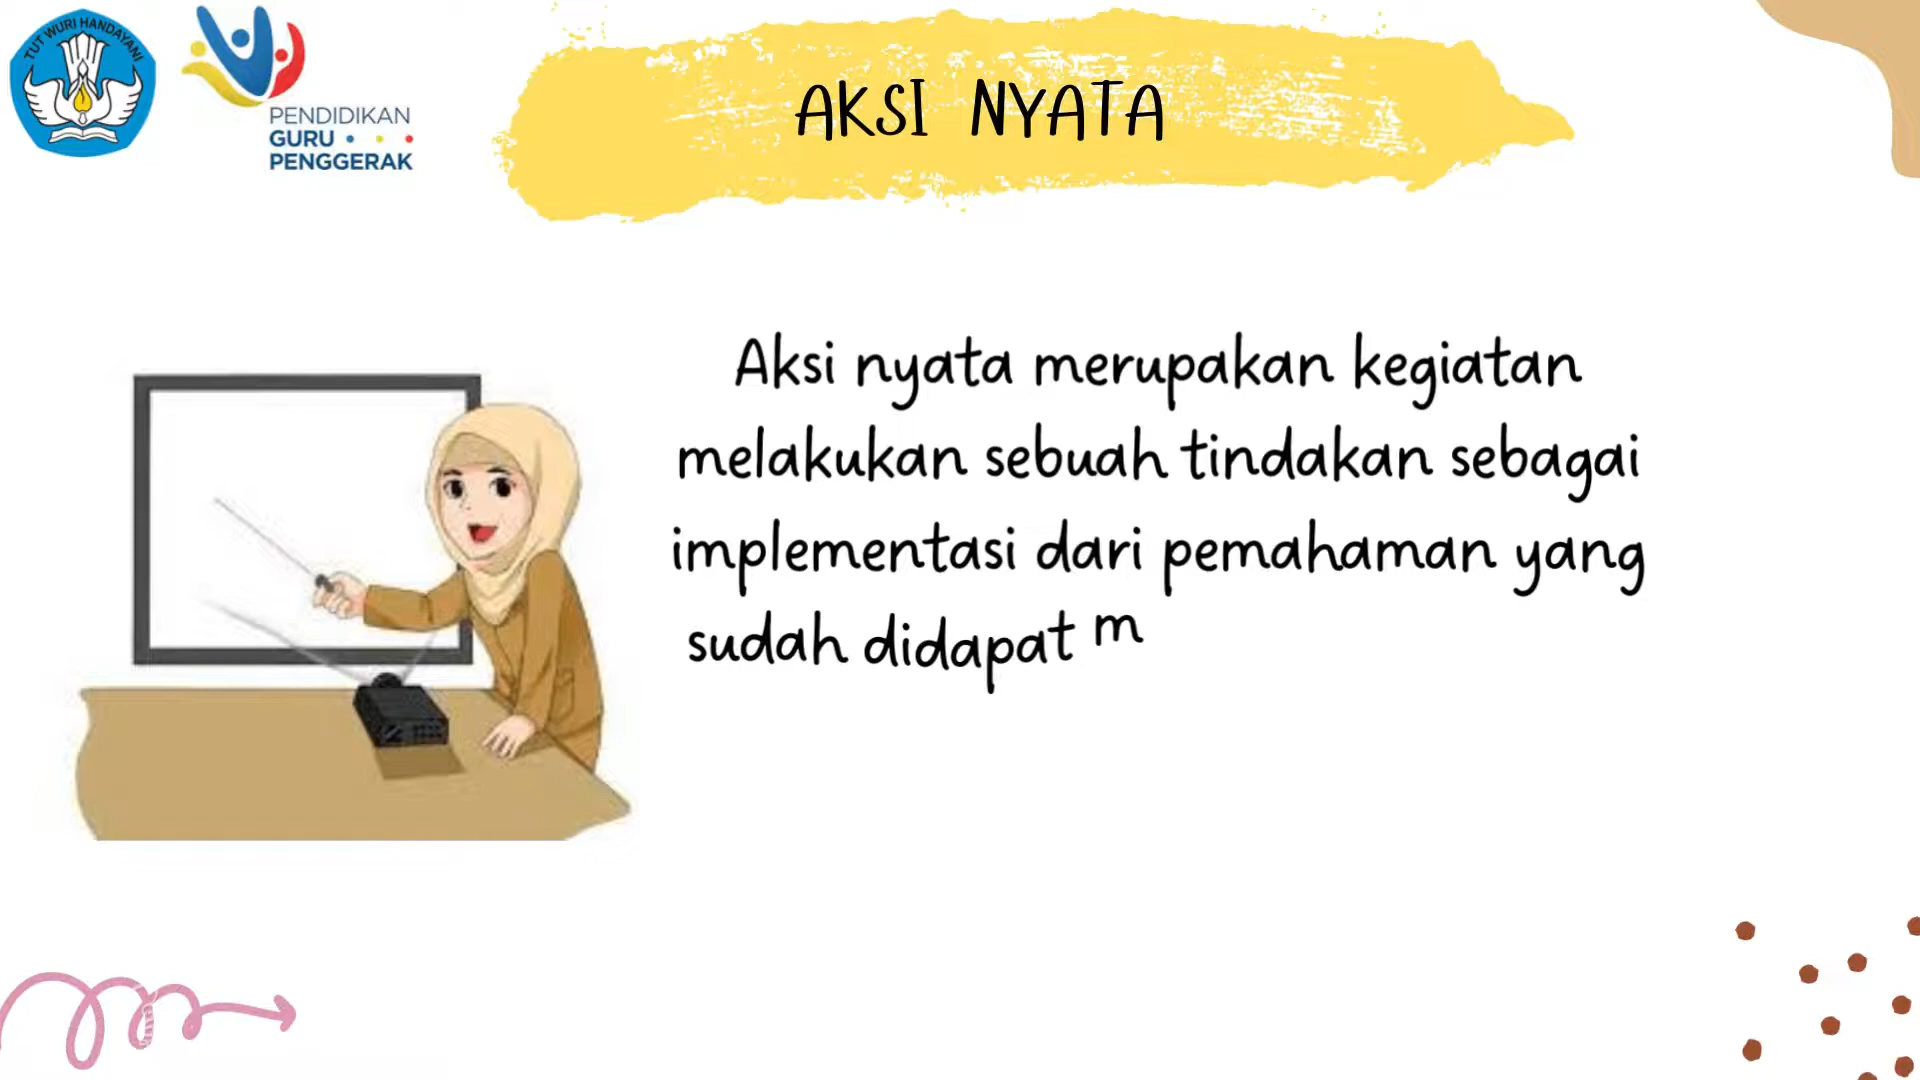 TUT WURI HANDAYANI
PENDIDIKAN
GURU
PENGGERAK
AKSI NYATA
Aksi nyata merupakan kegiatan
melakukan sebuah tindakan sebagai
implementasi dari pemahaman yang
sudah didapat m